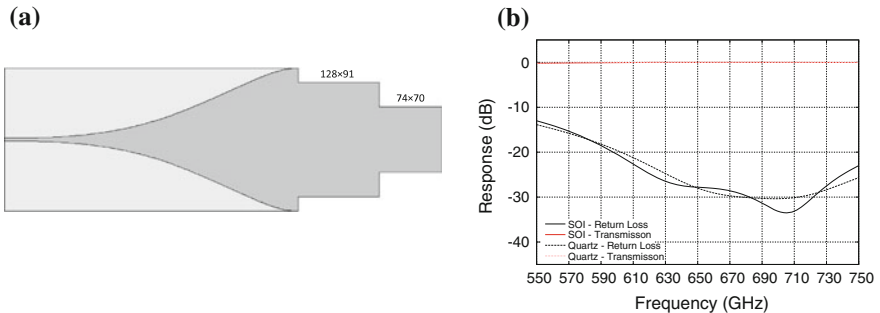 (a)
128×91
74×70
(b)
Response (dB)
0
-10
-20
-30
-40
SOI - Return Loss
SOI - Transmisson
Quartz - Return Loss
Quartz - Transmisson
550 570 590 610 630 650 670 690 710 730 750
Frequency (GHz)